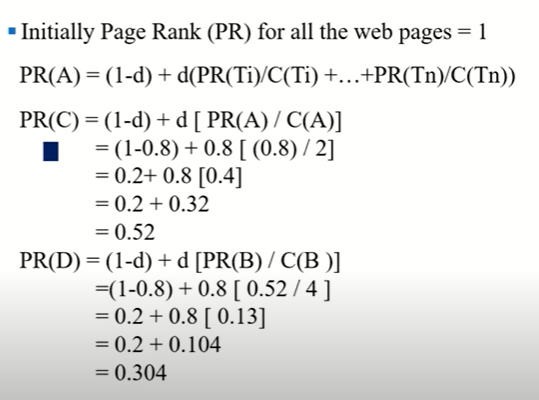 Initially Page Rank (PR) for all the web pages = 1
PR(A) = (1-d) + d(PR(Ti)/C(Ti) +...+PR(Tn)/C(Tn))
PR(C) = (1-d) + d [ PR(A) / C(A)]
= (1-0.8) + 0.8 [ (0.8) / 2]
= 0.2+ 0.8 [0.4]
= 0.2 + 0.32
= 0.52
PR(D) = (1-d) + d [PR(B) / C(B )]
=(1-0.8) + 0.8 [ 0.52 / 4 ]
= 0.2 + 0.8 [ 0.13]
= 0.2 + 0.104
= 0.304